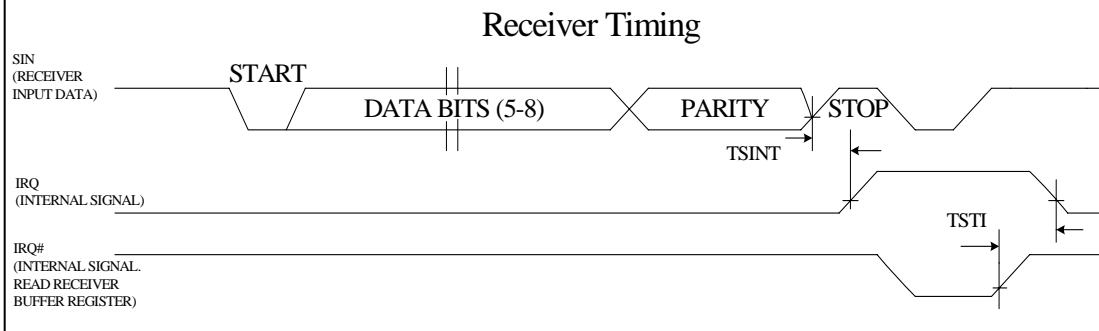 Receiver Timing
SIN
(RECEIVER
INPUT DATA)
START
DATA BITS (5-8)
PARITY
STOP
TSINT
IRQ
(INTERNAL SIGNAL)
TSTI
IRQ#
(INTERNAL SIGNAL.
READ RECEIVER
BUFFER REGISTER)